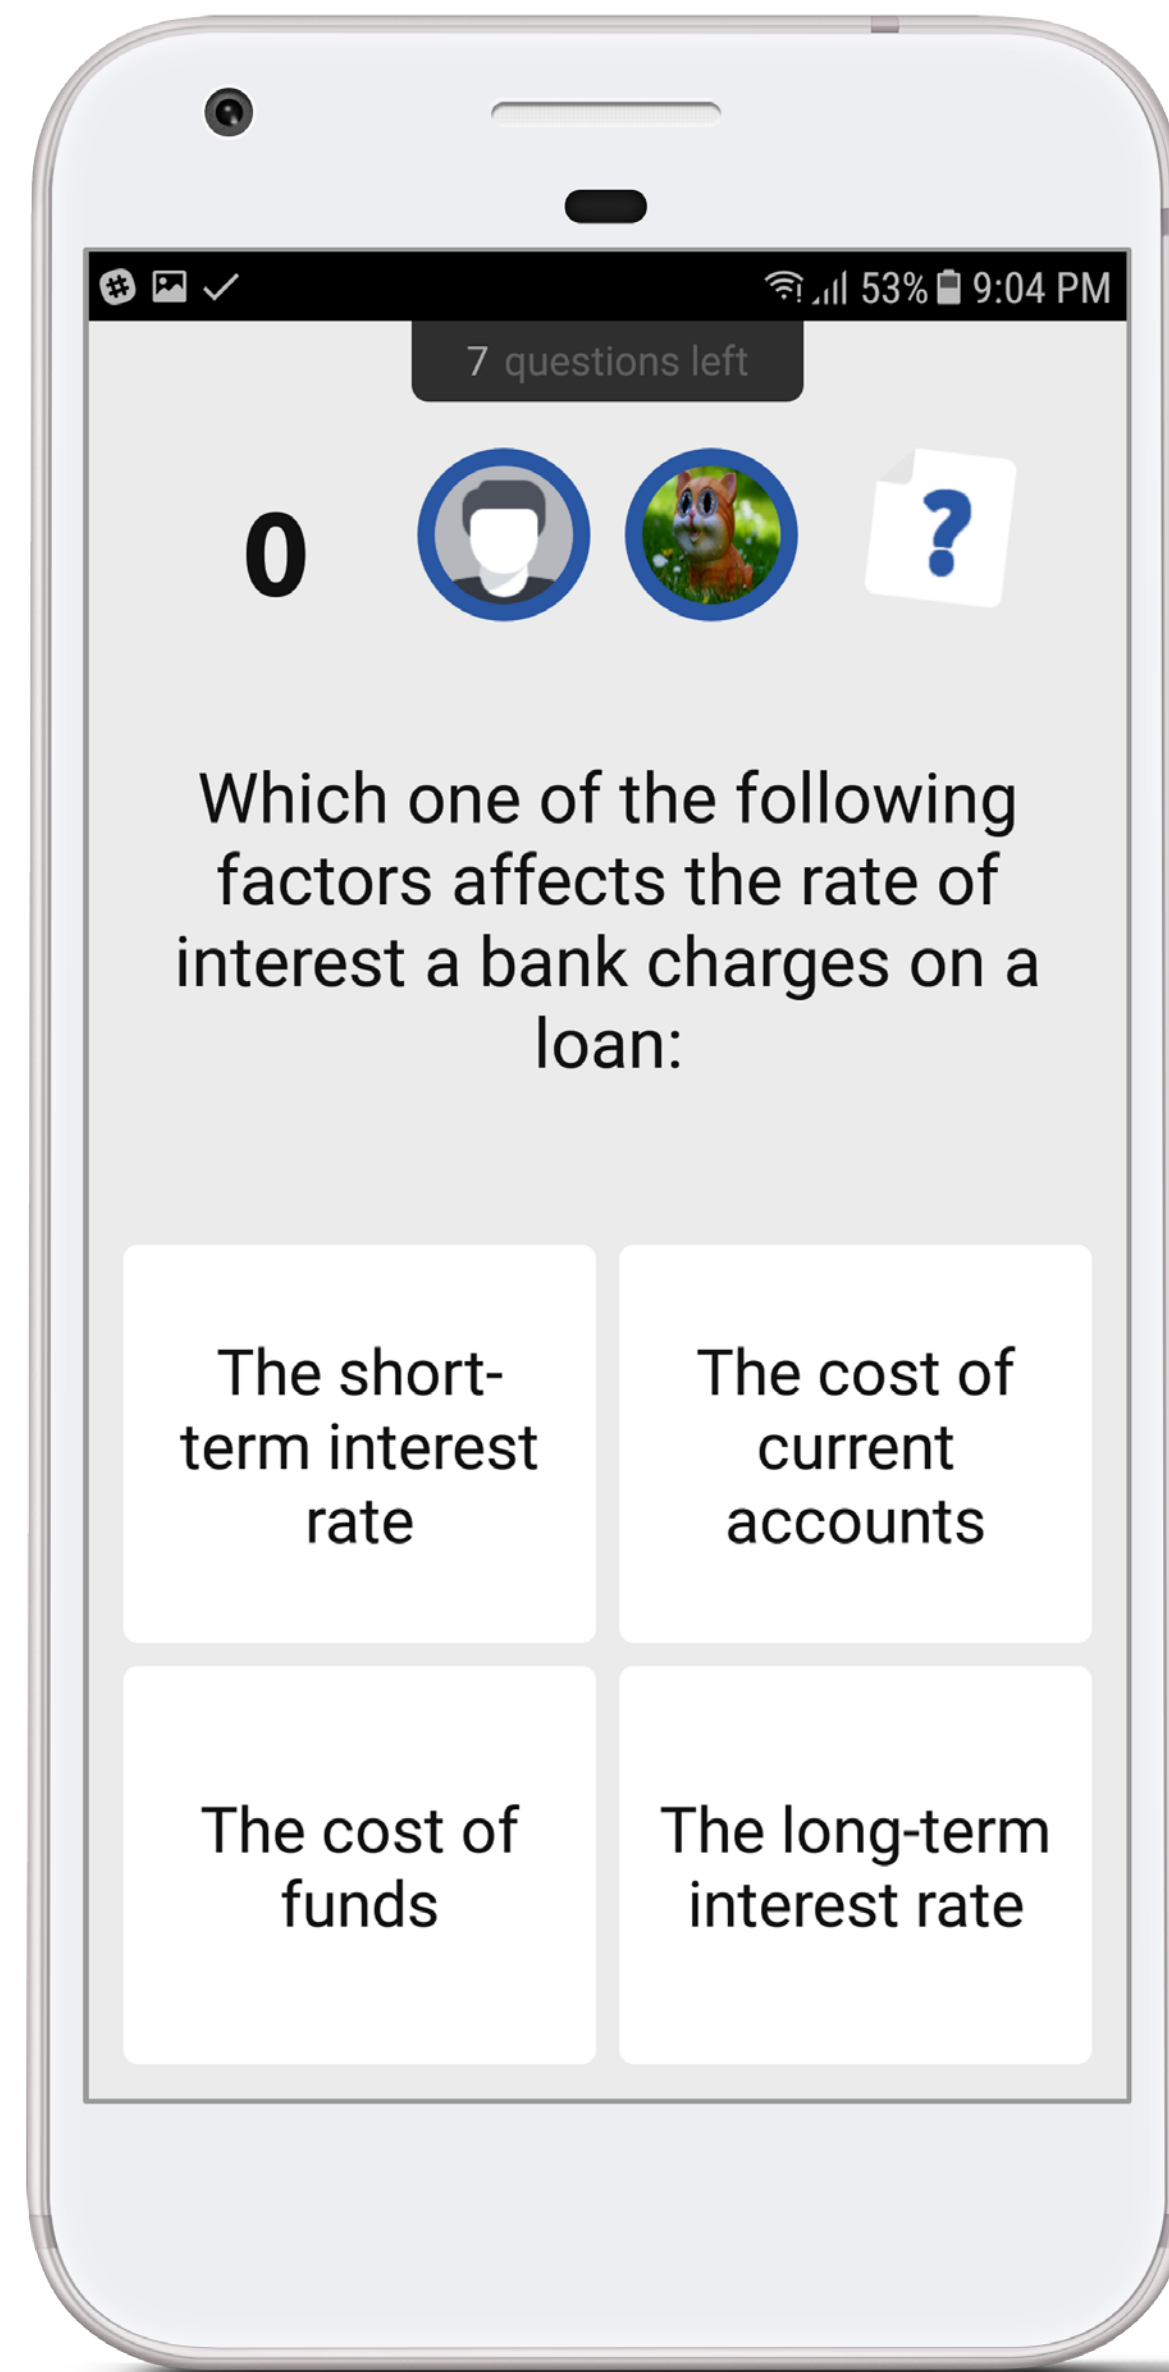 53% 9:04 PM
7 questions left
0
?
Which one of the following
factors affects the rate of
interest a bank charges on a
loan:
The short-
term interest
rate
The cost of
current
accounts
The cost of
funds
The long-term
interest rate